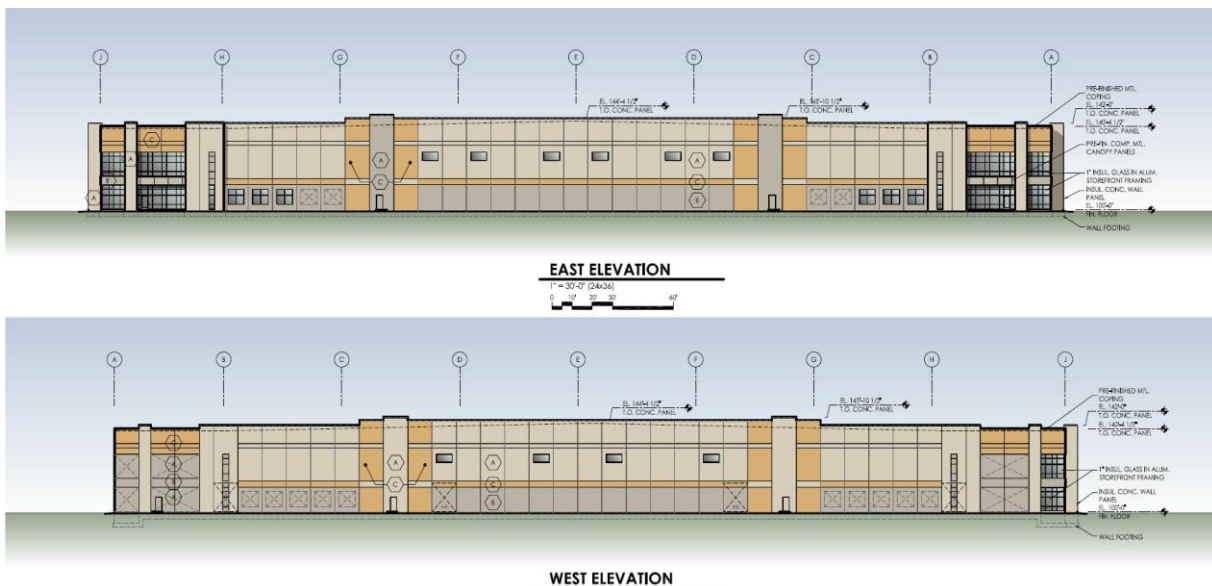 J H G F E D C B A
EL. 144'-4 1/2"
T.O. CONC. PANEL
EL. 145'-10 1/2"
T.O. CONC. PANEL
PRE-FINISHED MTL.
COPING
EL. 142'-0"
T.O. CONC. PANEL
EL. 140'-4 1/2"
T.O. CONC. PANEL
PRE-FIN. COMP. MTL.
CANOPY PANELS
1" INSUL. GLASS IN ALUM.
STOREFRONT FRAMING
INSUL. CONC. WALL
PANEL
EL. 100'-0"
FIN. FLOOR
WALL FOOTING
C
A
B
A
A
C
A
C
B
EAST ELEVATION
1" = 30'-0" (24x36)
0 10' 20' 30' 60'
A B C D E F G H J
EL. 144'-4 1/2"
T.O. CONC. PANEL
EL. 145'-10 1/2"
T.O. CONC. PANEL
PRE-FINISHED MTL.
COPING
EL. 142'-0"
T.O. CONC. PANEL
EL. 140'-4 1/2"
T.O. CONC. PANEL
1" INSUL. GLASS IN ALUM.
STOREFRONT FRAMING
INSUL. CONC. WALL
PANEL
EL. 100'-0"
FIN. FLOOR
WALL FOOTING
C
A
A
C
A
C
B
WEST ELEVATION